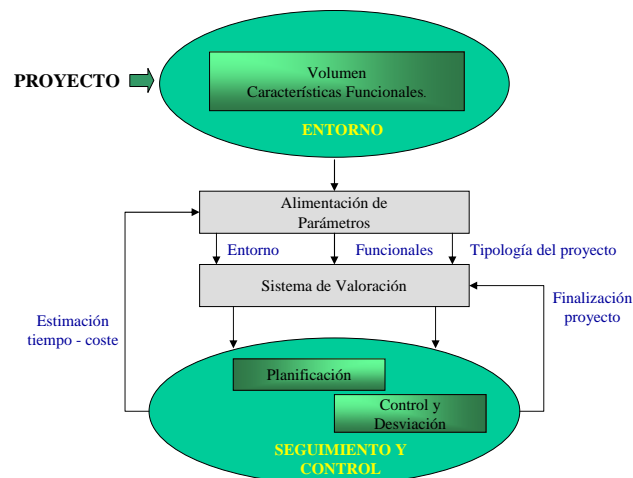 Volumen
PROYECTO
Características Funcionales.
ENTORNO
Alimentación de
Parámetros
Entorno
Funcionales
Tipología del proyecto
Sistema de Valoración
Finalización
proyecto
Estimación
tiempo - coste
Planificación
Control y
Desviación
SEGUIMIENTO Y
CONTROL